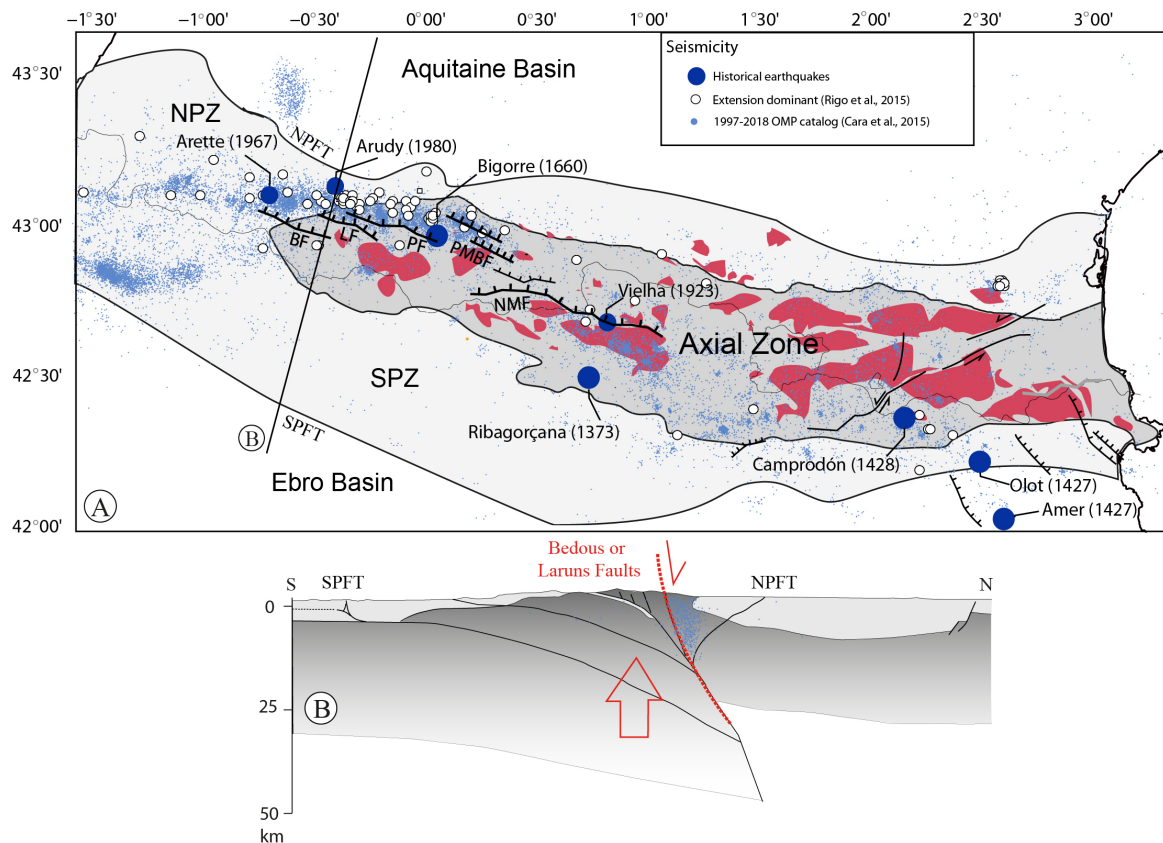 −1°30' −1°00' −0°30' 0°00' 0°30' 1°00' 1°30' 2°00' 2°30' 3°00'
43°30'
43°00'
42°30'
42°00'
Seismicity
Historical earthquakes
Extension dominant (Rigo et al., 2015)
1997-2018 OMP catalog (Cara et al., 2015)
Aquitaine Basin
NPZ
NPFT
Arette (1967)
Arudy (1980)
Bigorre (1660)
BF
LF
PF
PMBF
NMF
Vielha (1923)
Axial Zone
SPZ
SPFT
B
Ribagorçana (1373)
Camprodón (1428)
Olot (1427)
Amer (1427)
Ebro Basin
A
Bedous or
Laruns Faults
S
SPFT
NPFT
N
0
25
50
km
B